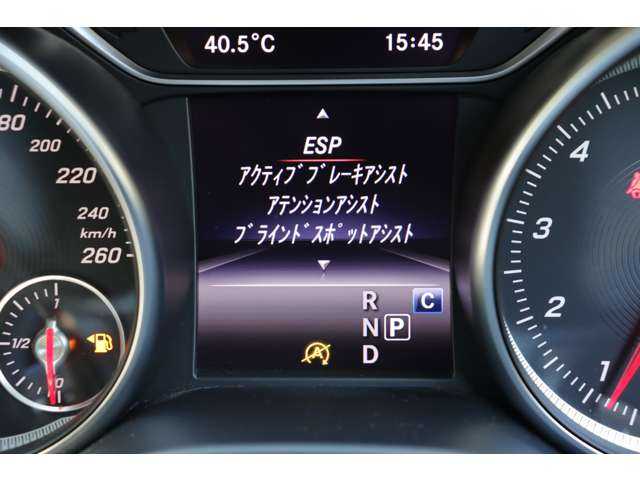 40.5°C 15:45
ESP
アクティブブレーキアシスト
アテンションアシスト
ブラインドスポットアシスト
R C
N P
A
D
80
200
220
240
km/h
260
1
1/2
0
4
3
2
1